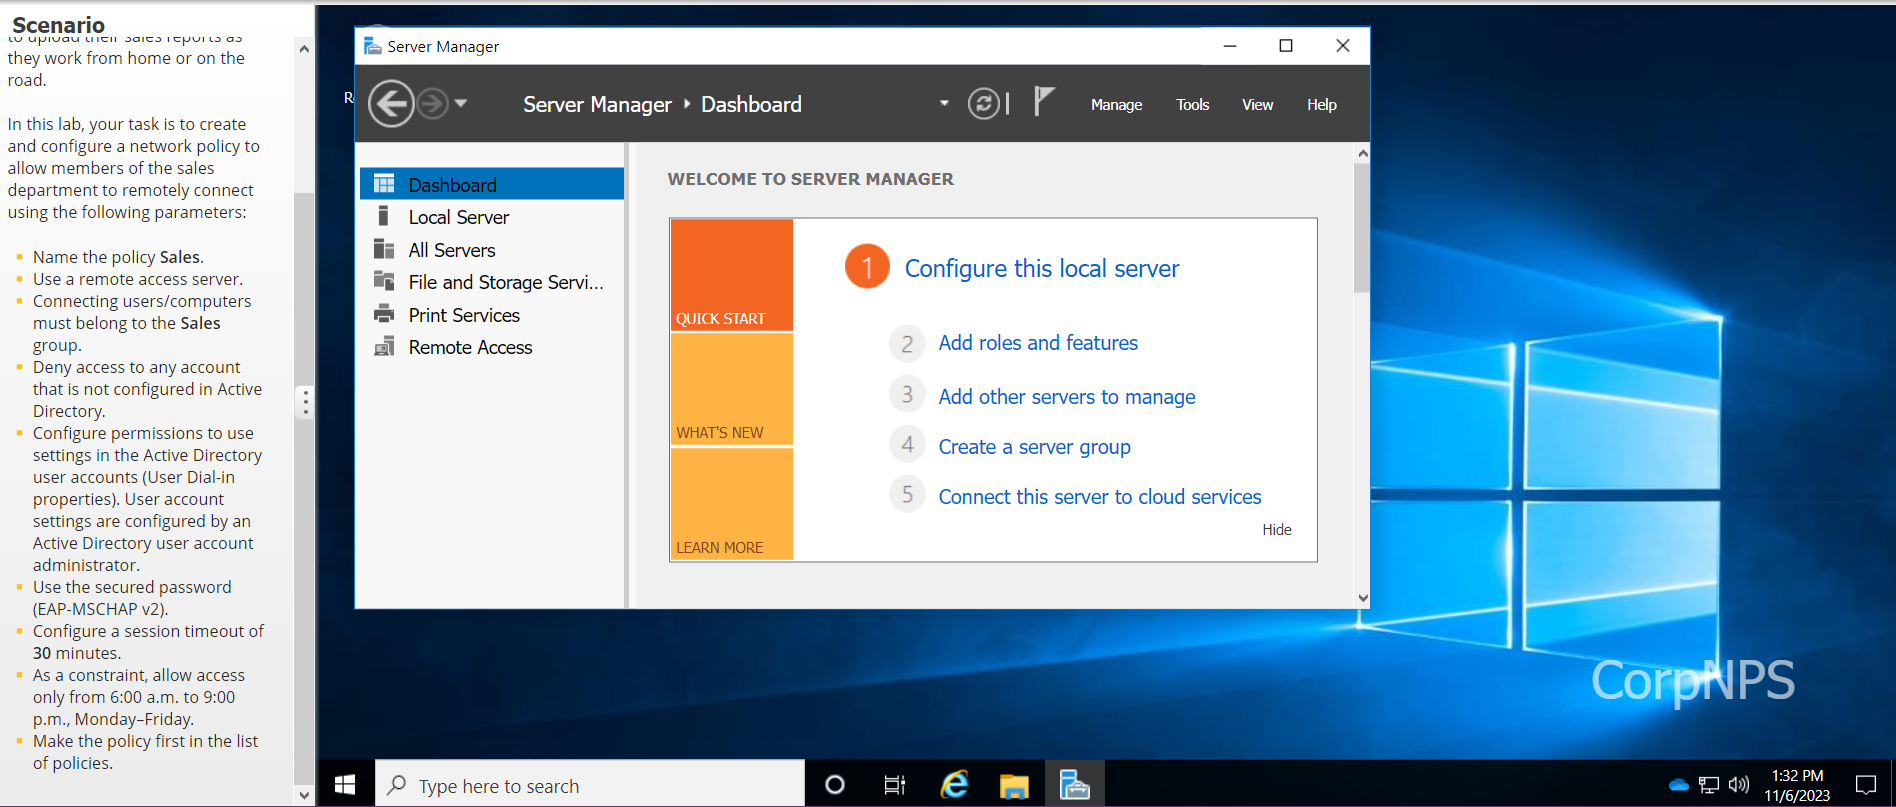 Scenario
to upload their sales reports as
they work from home or on the
road.
In this lab, your task is to create
and configure a network policy to
allow members of the sales
department to remotely connect
using the following parameters:
Name the policy Sales.
Use a remote access server.
Connecting users/computers
must belong to the Sales
group.
Deny access to any account
that is not configured in Active
Directory.
Configure permissions to use
settings in the Active Directory
user accounts (User Dial-in
properties). User account
settings are configured by an
Active Directory user account
administrator.
Use the secured password
(EAP-MSCHAP v2).
Configure a session timeout of
30 minutes.
As a constraint, allow access
only from 6:00 a.m. to 9:00
p.m., Monday–Friday.
Make the policy first in the list
of policies.
Server Manager
Server Manager Dashboard
Manage Tools View Help
Dashboard
Local Server
All Servers
File and Storage Servi...
Print Services
Remote Access
WELCOME TO SERVER MANAGER
QUICK START
WHAT'S NEW
LEARN MORE
1 Configure this local server
2 Add roles and features
3 Add other servers to manage
4 Create a server group
5 Connect this server to cloud services
Hide
CorpNPS
Type here to search
1:32 PM
11/6/2023